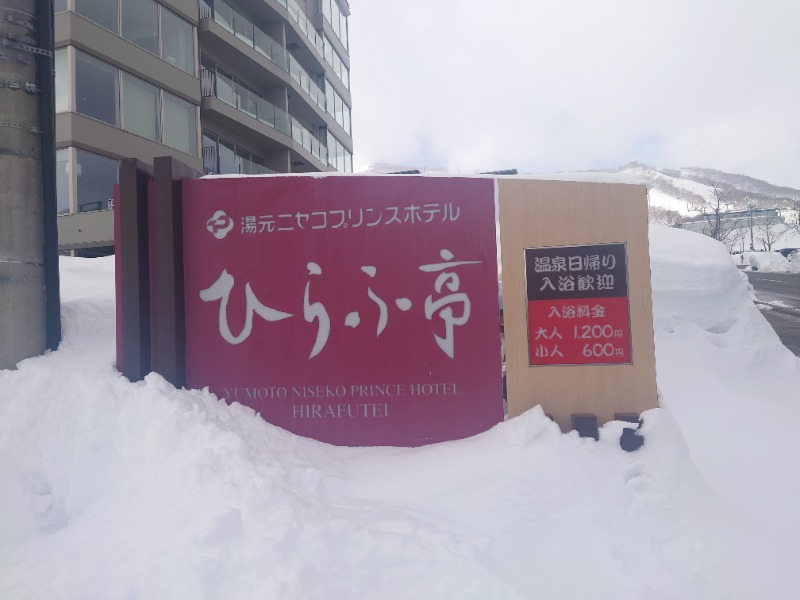 湯元ニセコプリンスホテル
ひらふ亭
YUMOTO NISEKO PRINCE HOTEL
HIRAFUTEI
温泉日帰り
入浴歓迎
入浴料金
大人 1,200円
小人 600円